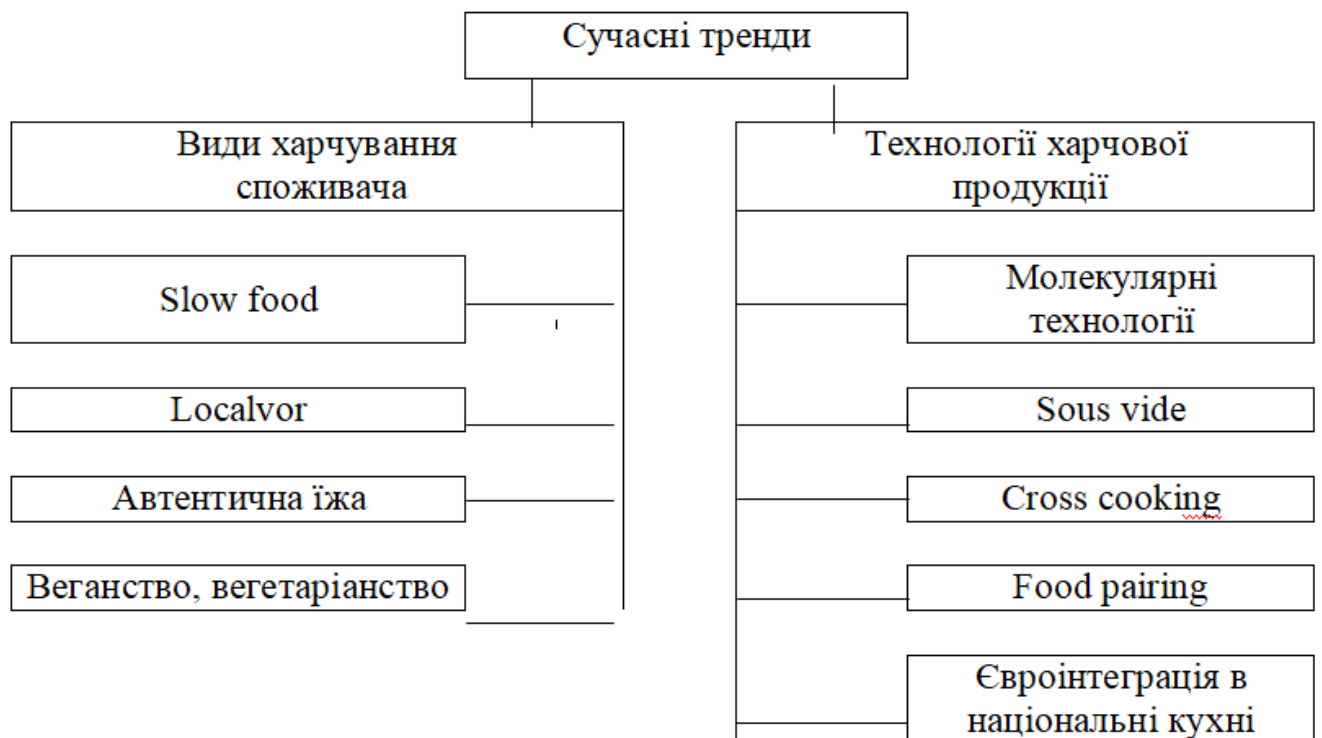 Сучасні тренди
Види харчування
споживача
Slow food
Localvor
Автентична їжа
Веганство, вегетаріанство
Технології харчової
продукції
Молекулярні
технології
Sous vide
Cross cooking
Food pairing
Євроінтеграція в
національні кухні